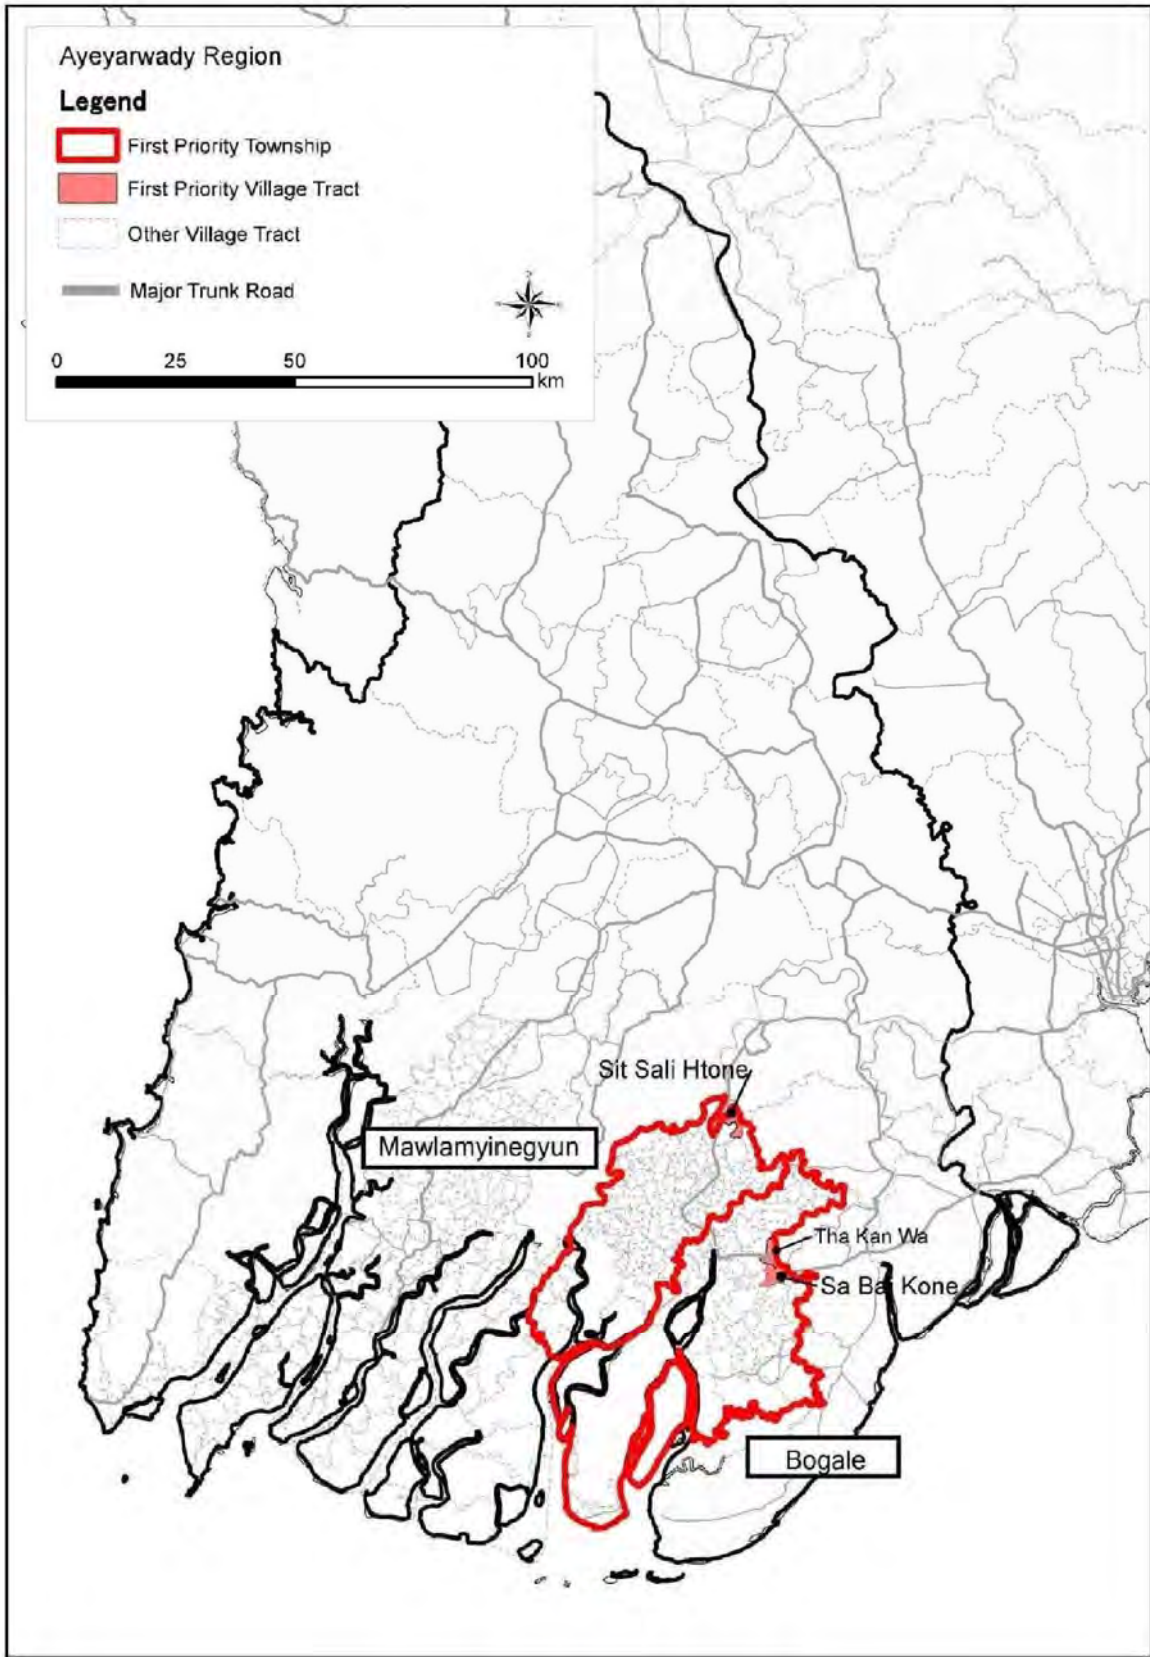 Ayeyarwady Region
Legend
First Priority Township
First Priority Village Tract
Other Village Tract
Major Trunk Road
0 25 50 100
km
Sit Sali Htone
Mawlamyinegyun
Tha Kan Wa
Sa Bai Kone
Bogale